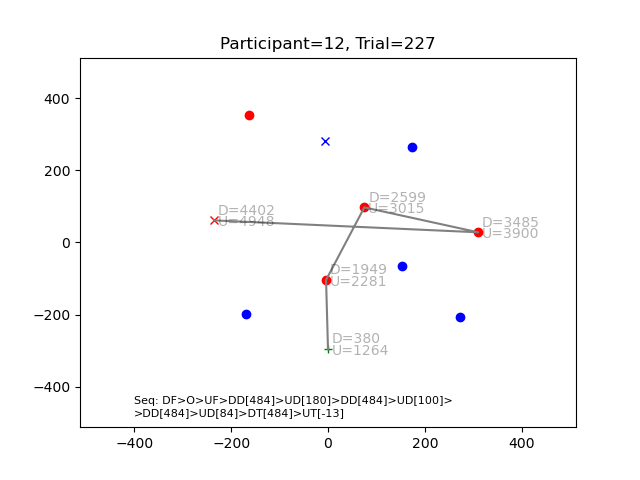 Participant=12, Trial=227
400
200
0
−200
−400
D=2599
U=3015
D=4402
U=4948
D=3485
U=3900
D=1949
U=2281
D=380
U=1264
Seq: DF>O>UF>DD[484]>UD[180]>DD[484]>UD[100]>
>DD[484]>UD[84]>DT[484]>UT[-13]
−400 −200 0 200 400